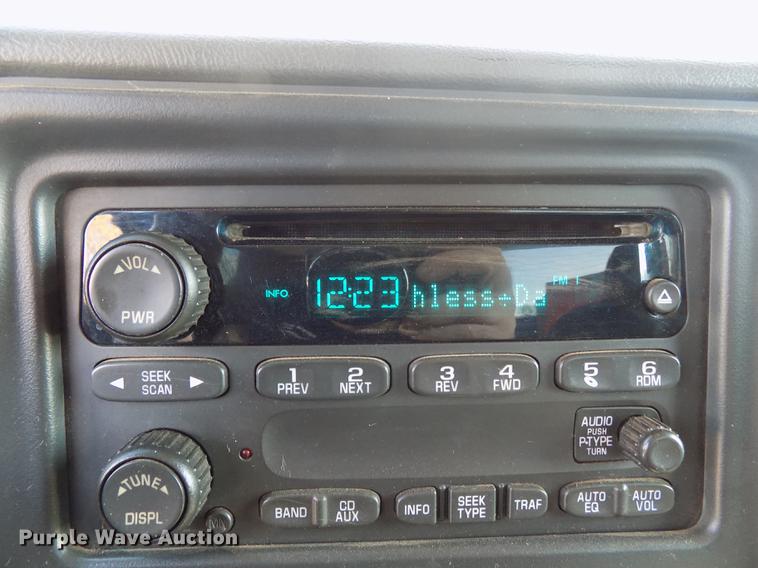 VOL
PWR
INFO
12:23
hless÷Da
FM 1
SEEK
SCAN
1
PREV
2
NEXT
3
REV
4
FWD
5
6
RDM
AUDIO
PUSH
P-TYPE
TURN
TUNE
DISPL
BAND
CD
AUX
INFO
SEEK
TYPE
TRAF
AUTO
EQ
AUTO
VOL
Purple Wave Auction